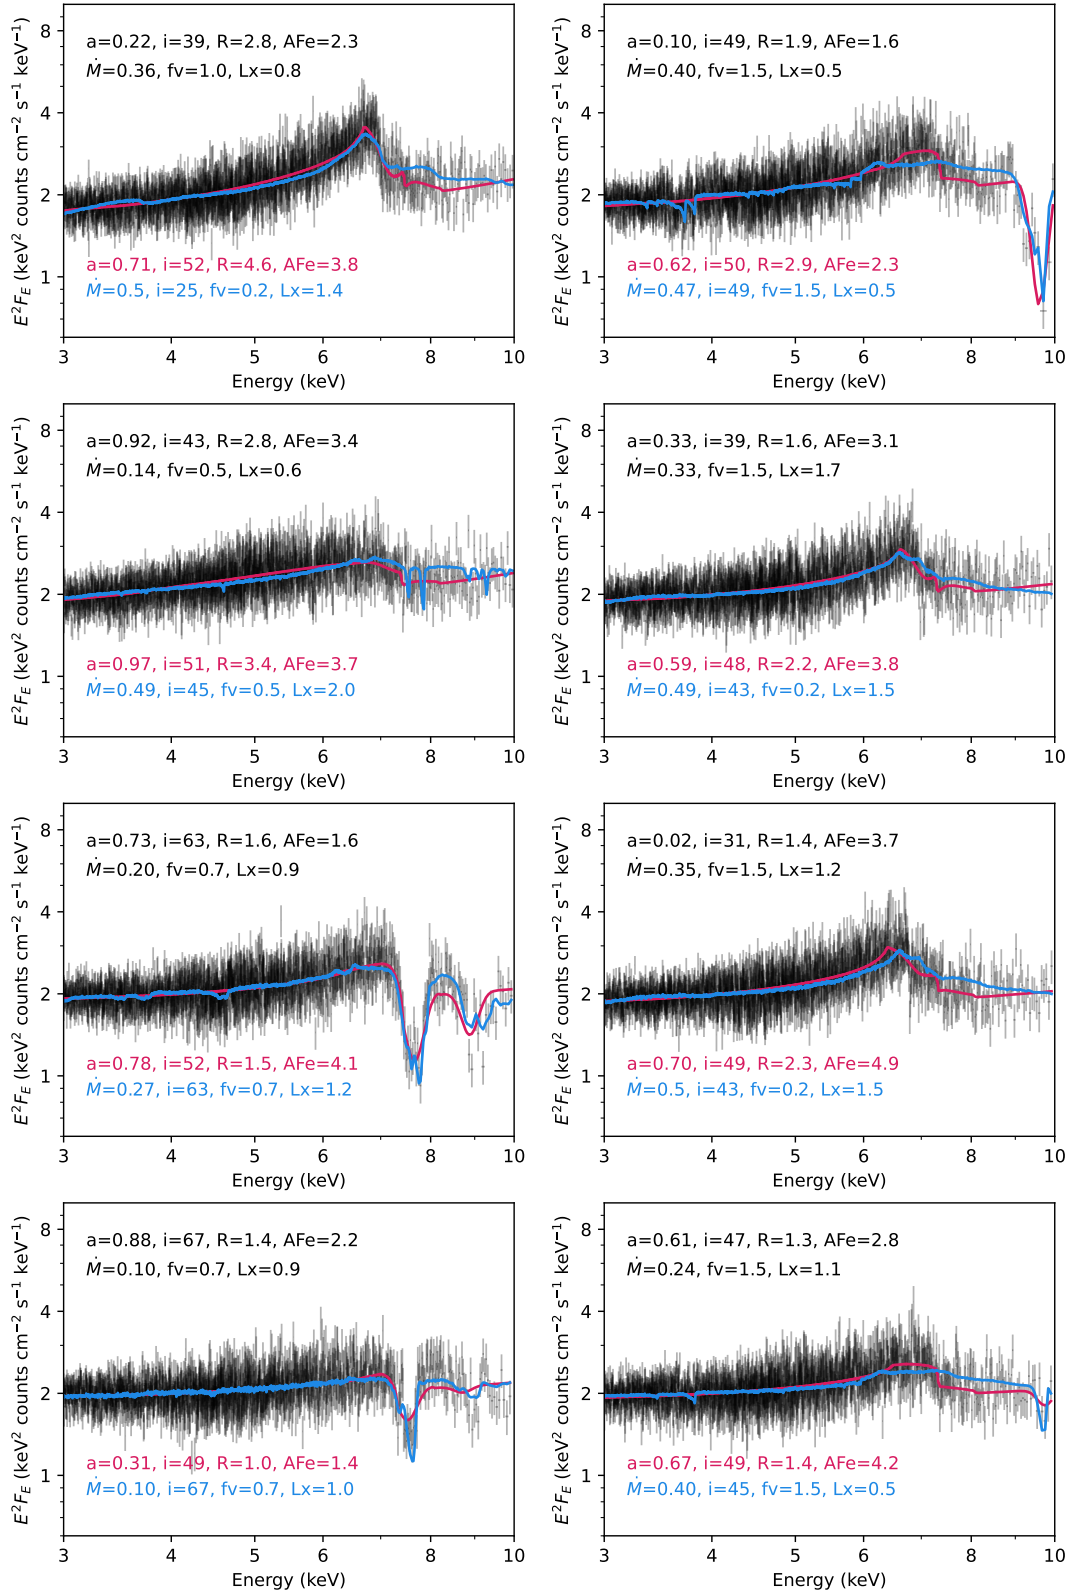 8
4
2
1
3
4
5
6
8
10
Energy (keV)
E²F_E (keV² counts cm⁻² s⁻¹ keV⁻¹)
a=0.22, i=39, R=2.8, AFe=2.3
Ṁ=0.36, fv=1.0, Lx=0.8
a=0.71, i=52, R=4.6, AFe=3.8
Ṁ=0.5, i=25, fv=0.2, Lx=1.4
8
4
2
1
3
4
5
6
8
10
Energy (keV)
E²F_E (keV² counts cm⁻² s⁻¹ keV⁻¹)
a=0.10, i=49, R=1.9, AFe=1.6
Ṁ=0.40, fv=1.5, Lx=0.5
a=0.62, i=50, R=2.9, AFe=2.3
Ṁ=0.47, i=49, fv=1.5, Lx=0.5
8
4
2
1
3
4
5
6
8
10
Energy (keV)
E²F_E (keV² counts cm⁻² s⁻¹ keV⁻¹)
a=0.92, i=43, R=2.8, AFe=3.4
Ṁ=0.14, fv=0.5, Lx=0.6
a=0.97, i=51, R=3.4, AFe=3.7
Ṁ=0.49, i=45, fv=0.5, Lx=2.0
8
4
2
1
3
4
5
6
8
10
Energy (keV)
E²F_E (keV² counts cm⁻² s⁻¹ keV⁻¹)
a=0.33, i=39, R=1.6, AFe=3.1
Ṁ=0.33, fv=1.5, Lx=1.7
a=0.59, i=48, R=2.2, AFe=3.8
Ṁ=0.49, i=43, fv=0.2, Lx=1.5
8
4
2
1
3
4
5
6
8
10
Energy (keV)
E²F_E (keV² counts cm⁻² s⁻¹ keV⁻¹)
a=0.73, i=63, R=1.6, AFe=1.6
Ṁ=0.20, fv=0.7, Lx=0.9
a=0.78, i=52, R=1.5, AFe=4.1
Ṁ=0.27, i=63, fv=0.7, Lx=1.2
8
4
2
1
3
4
5
6
8
10
Energy (keV)
E²F_E (keV² counts cm⁻² s⁻¹ keV⁻¹)
a=0.02, i=31, R=1.4, AFe=3.7
Ṁ=0.35, fv=1.5, Lx=1.2
a=0.70, i=49, R=2.3, AFe=4.9
Ṁ=0.5, i=43, fv=0.2, Lx=1.5
8
4
2
1
3
4
5
6
8
10
Energy (keV)
E²F_E (keV² counts cm⁻² s⁻¹ keV⁻¹)
a=0.88, i=67, R=1.4, AFe=2.2
Ṁ=0.10, fv=0.7, Lx=0.9
a=0.31, i=49, R=1.0, AFe=1.4
Ṁ=0.10, i=67, fv=0.7, Lx=1.0
8
4
2
1
3
4
5
6
8
10
Energy (keV)
E²F_E (keV² counts cm⁻² s⁻¹ keV⁻¹)
a=0.61, i=47, R=1.3, AFe=2.8
Ṁ=0.24, fv=1.5, Lx=1.1
a=0.67, i=49, R=1.4, AFe=4.2
Ṁ=0.40, i=45, fv=1.5, Lx=0.5